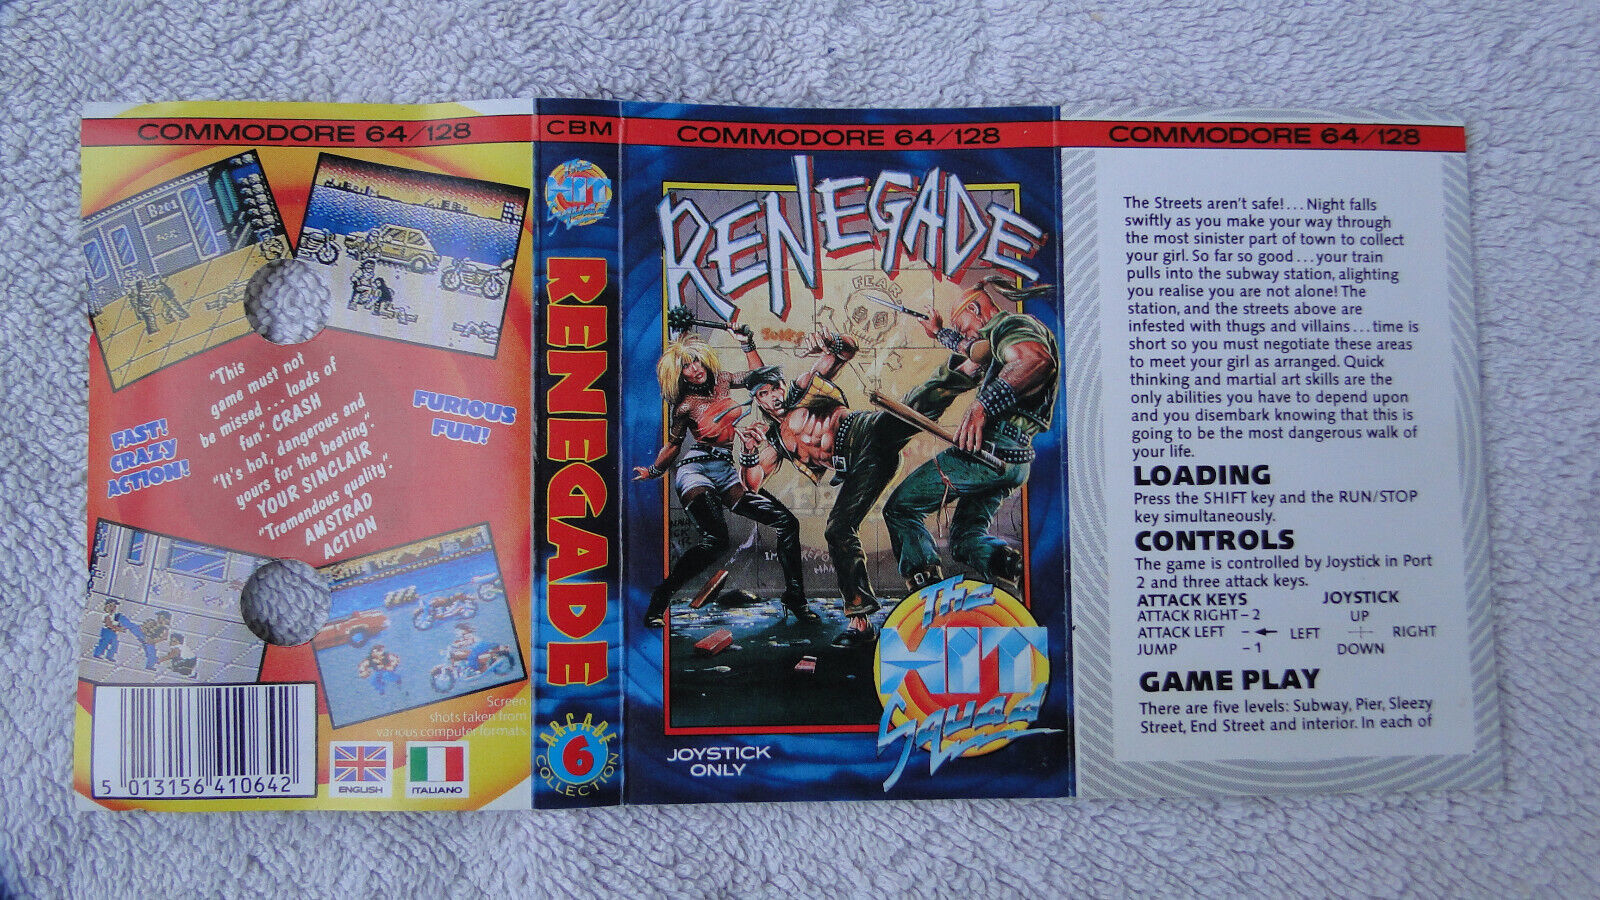 COMMODORE 64/128
"This
game must not
be missed... loads of
fun". CRASH
"It's hot, dangerous and
yours for the beating".
YOUR SINCLAIR
"Tremendous quality".
AMSTRAD
ACTION
FAST!
CRAZY
ACTION!
FURIOUS
FUN!
Screen
shots taken from
various computer formats
5 013156 410642
ENGLISH
ITALIANO
CBM
The
HIT
Squad
RENEGADE
ARCADE
6
COLLECTION
COMMODORE 64/128
RENEGADE
FEAR
The
HIT
Squad
JOYSTICK
ONLY
COMMODORE 64/128
The Streets aren't safe!... Night falls
swiftly as you make your way through
the most sinister part of town to collect
your girl. So far so good... your train
pulls into the subway station, alighting
you realise you are not alone! The
station, and the streets above are
infested with thugs and villains... time is
short so you must negotiate these areas
to meet your girl as arranged. Quick
thinking and martial art skills are the
only abilities you have to depend upon
and you disembark knowing that this is
going to be the most dangerous walk of
your life.
LOADING
Press the SHIFT key and the RUN/STOP
key simultaneously.
CONTROLS
The game is controlled by Joystick in Port
2 and three attack keys.
ATTACK KEYS JOYSTICK
ATTACK RIGHT – 2 UP
ATTACK LEFT – ← LEFT RIGHT
JUMP – 1 DOWN
GAME PLAY
There are five levels: Subway, Pier, Sleezy
Street, End Street and interior. In each of